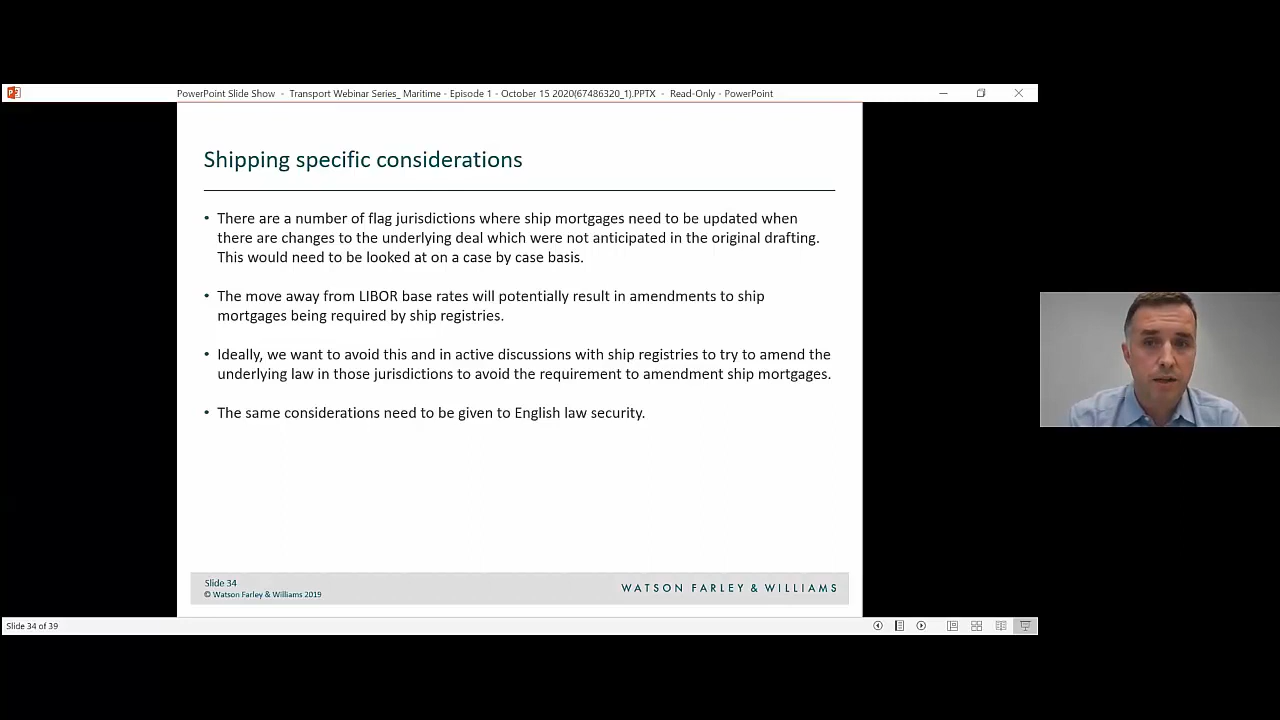 PowerPoint Slide Show - Transport Webinar Series_ Maritime - Episode 1 - October 15 2020(67486320_1).PPTX - Read-Only - PowerPoint
Shipping specific considerations
• There are a number of flag jurisdictions where ship mortgages need to be updated when
there are changes to the underlying deal which were not anticipated in the original drafting.
This would need to be looked at on a case by case basis.
• The move away from LIBOR base rates will potentially result in amendments to ship
mortgages being required by ship registries.
• Ideally, we want to avoid this and in active discussions with ship registries to try to amend the
underlying law in those jurisdictions to avoid the requirement to amendment ship mortgages.
• The same considerations need to be given to English law security.
Slide 34
© Watson Farley & Williams 2019
WATSON FARLEY & WILLIAMS
Slide 34 of 39